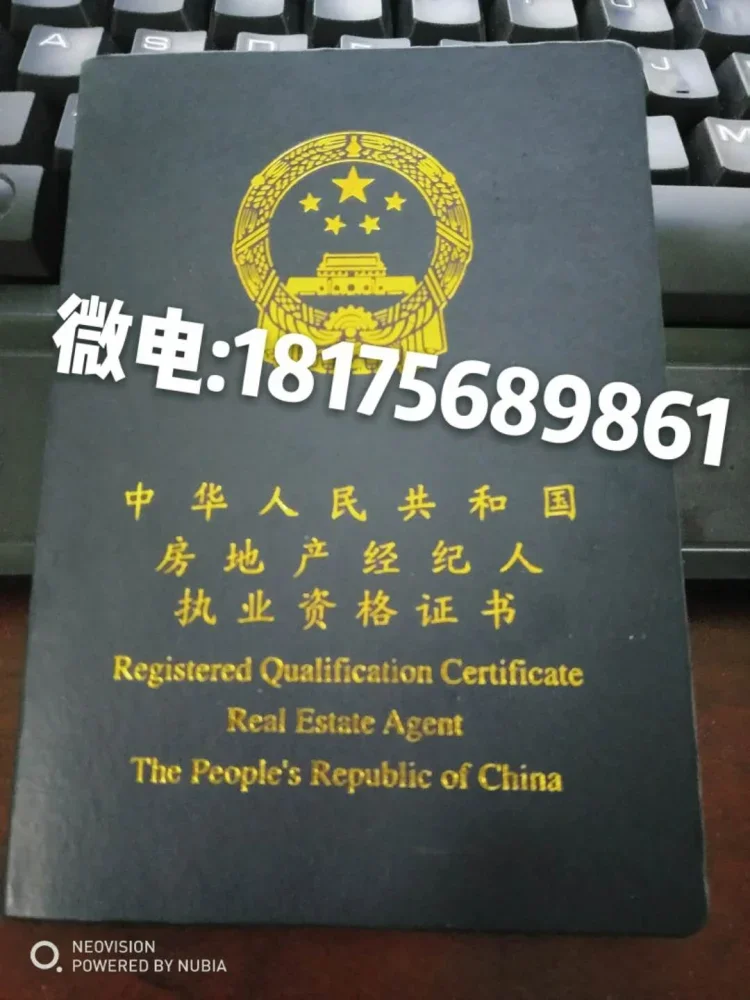 A S D J M
微电:18175689861
中华人民共和国
房地产经纪人
执业资格证书
Registered Qualification Certificate
Real Estate Agent
The People's Republic of China
NEOVISION
POWERED BY NUBIA